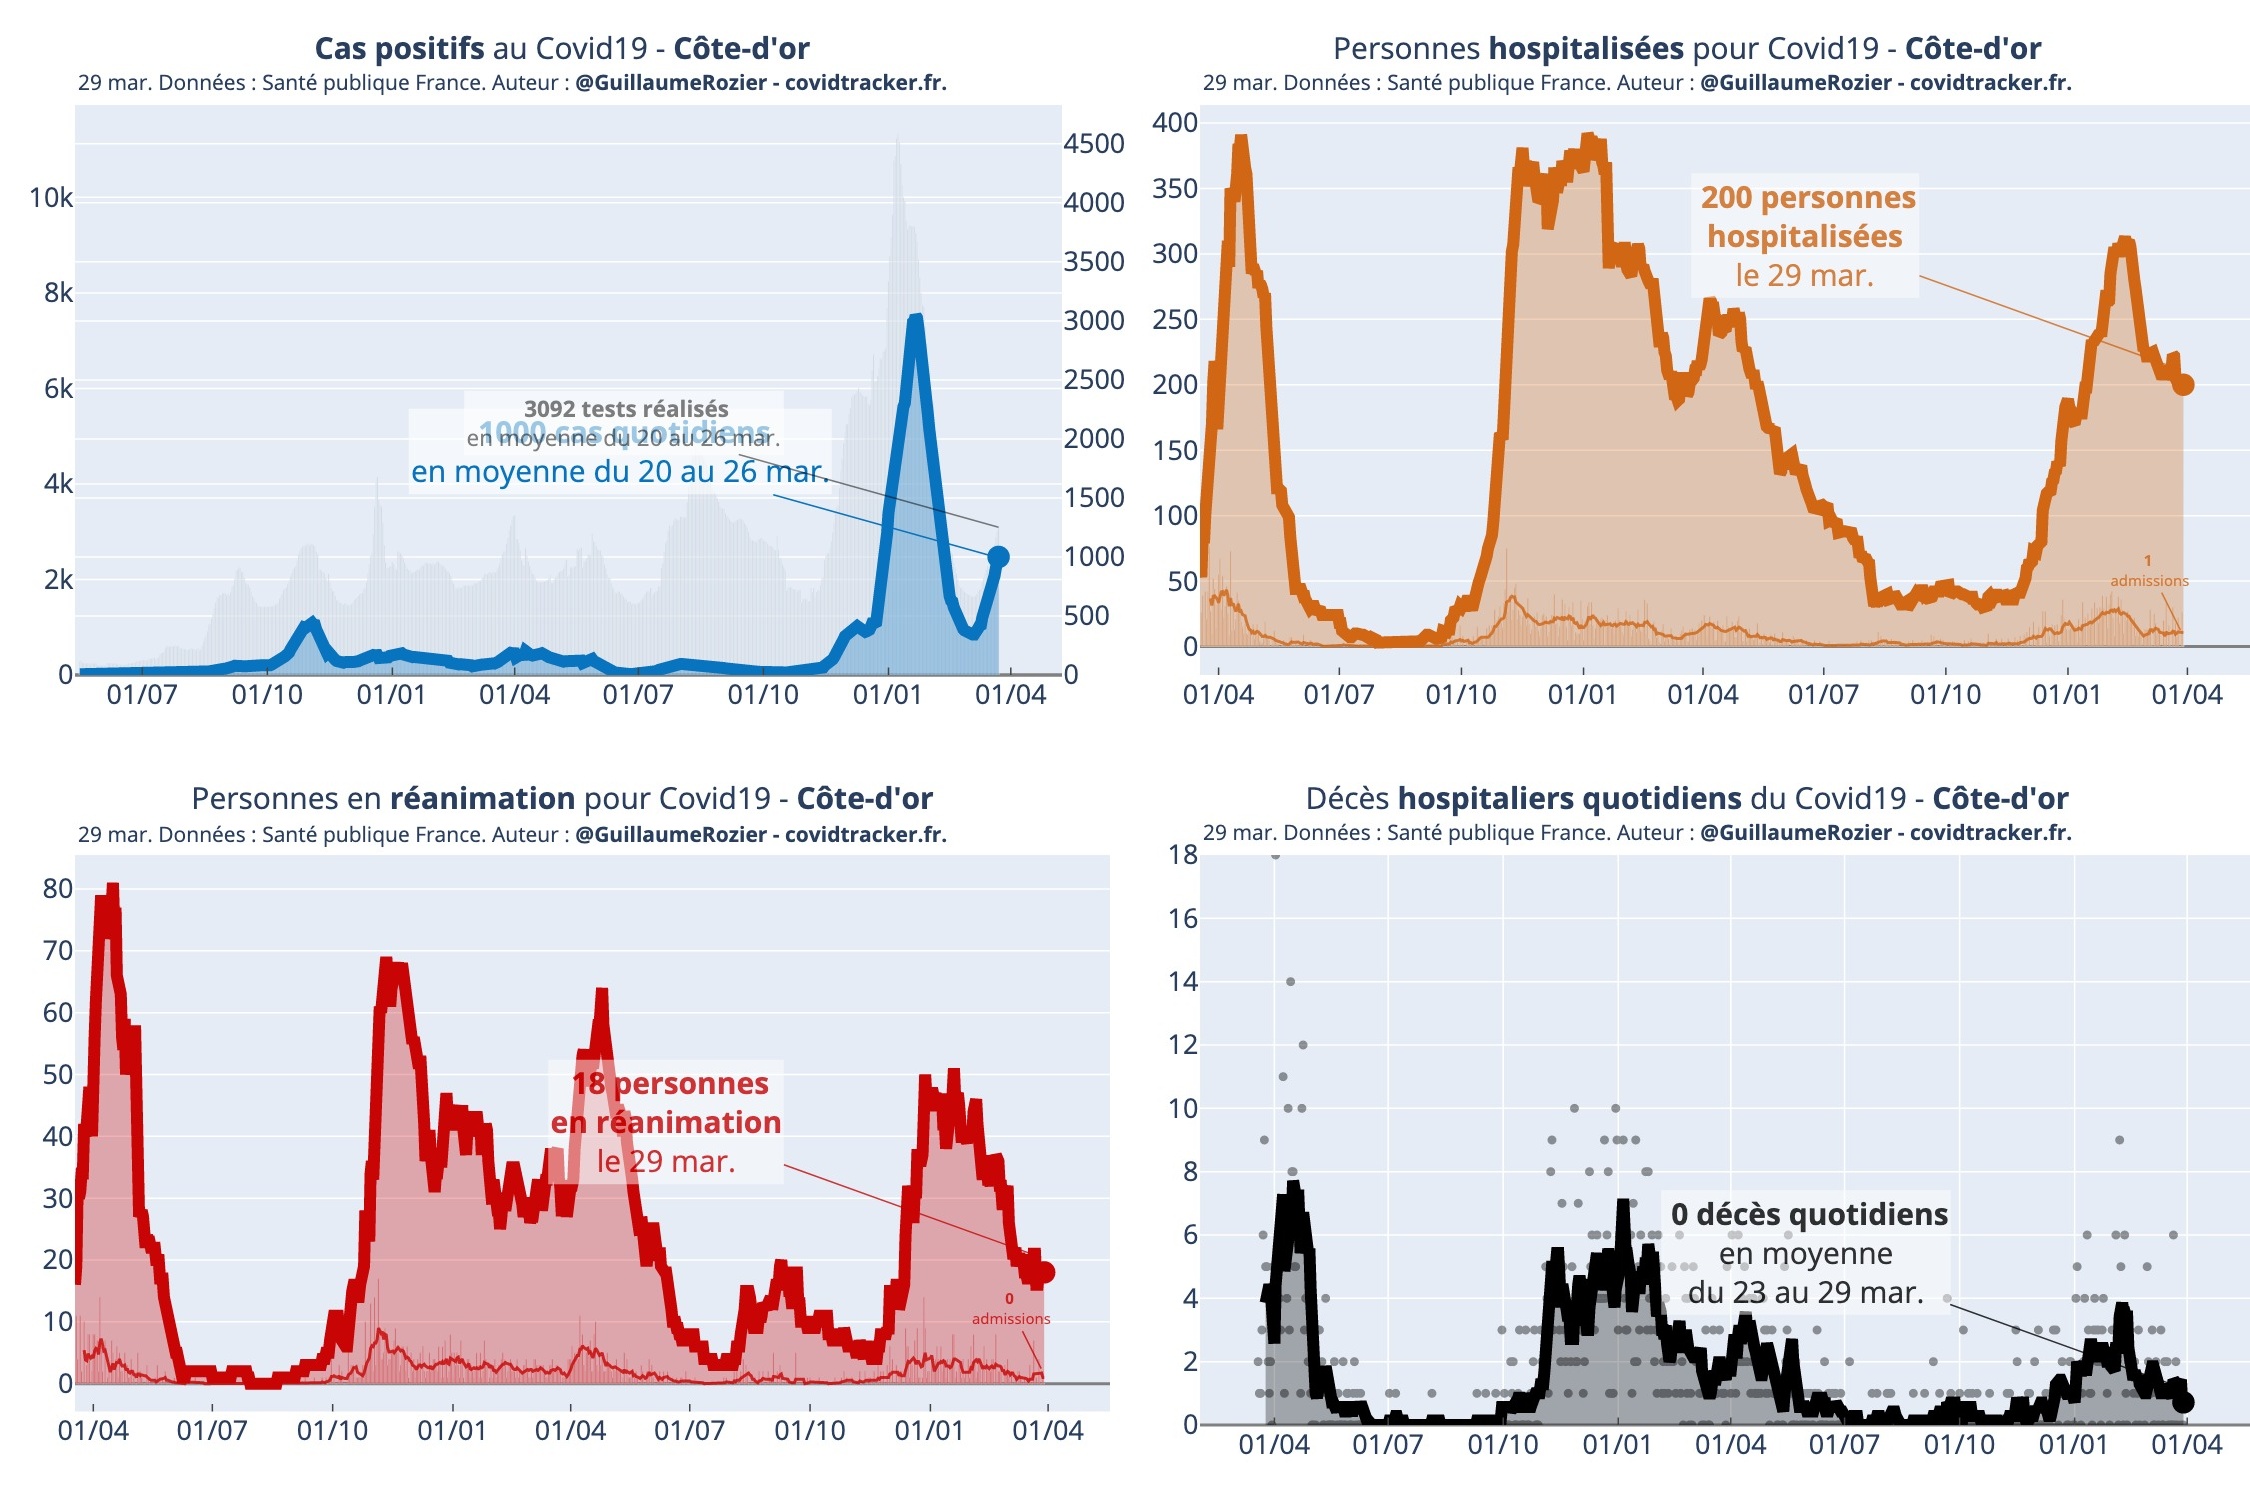 Cas positifs au Covid19 - Côte-d'or
29 mar. Données : Santé publique France. Auteur : @GuillaumeRozier - covidtracker.fr.
10k
8k
6k
4k
2k
0
4500
4000
3500
3000
2500
2000
1500
1000
500
0
3092 tests réalisés
en moyenne du 20 au 26 mar.
1000 cas quotidiens
en moyenne du 20 au 26 mar.
01/07 01/10 01/01 01/04 01/07 01/10 01/01 01/04
Personnes hospitalisées pour Covid19 - Côte-d'or
29 mar. Données : Santé publique France. Auteur : @GuillaumeRozier - covidtracker.fr.
400
350
300
250
200
150
100
50
0
200 personnes
hospitalisées
le 29 mar.
1
admissions
01/04 01/07 01/10 01/01 01/04 01/07 01/10 01/01 01/04
Personnes en réanimation pour Covid19 - Côte-d'or
29 mar. Données : Santé publique France. Auteur : @GuillaumeRozier - covidtracker.fr.
80
70
60
50
40
30
20
10
0
18 personnes
en réanimation
le 29 mar.
0
admissions
01/04 01/07 01/10 01/01 01/04 01/07 01/10 01/01 01/04
Décès hospitaliers quotidiens du Covid19 - Côte-d'or
29 mar. Données : Santé publique France. Auteur : @GuillaumeRozier - covidtracker.fr.
18
16
14
12
10
8
6
4
2
0
0 décès quotidiens
en moyenne
du 23 au 29 mar.
01/04 01/07 01/10 01/01 01/04 01/07 01/10 01/01 01/04